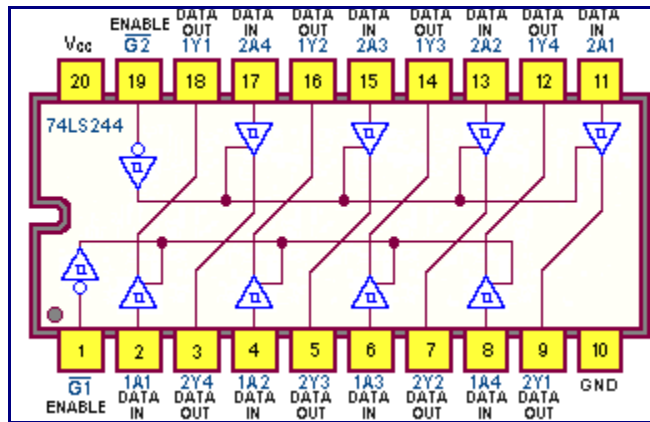 ENABLE DATA OUT DATA IN DATA OUT DATA IN DATA OUT DATA IN DATA OUT DATA IN
Vcc G2 1Y1 2A4 1Y2 2A3 1Y3 2A2 1Y4 2A1
20 19 18 17 16 15 14 13 12 11
74LS244
1 2 3 4 5 6 7 8 9 10
G1 1A1 2Y4 1A2 2Y3 1A3 2Y2 1A4 2Y1 GND
ENABLE DATA IN DATA OUT DATA IN DATA OUT DATA IN DATA OUT DATA IN DATA OUT